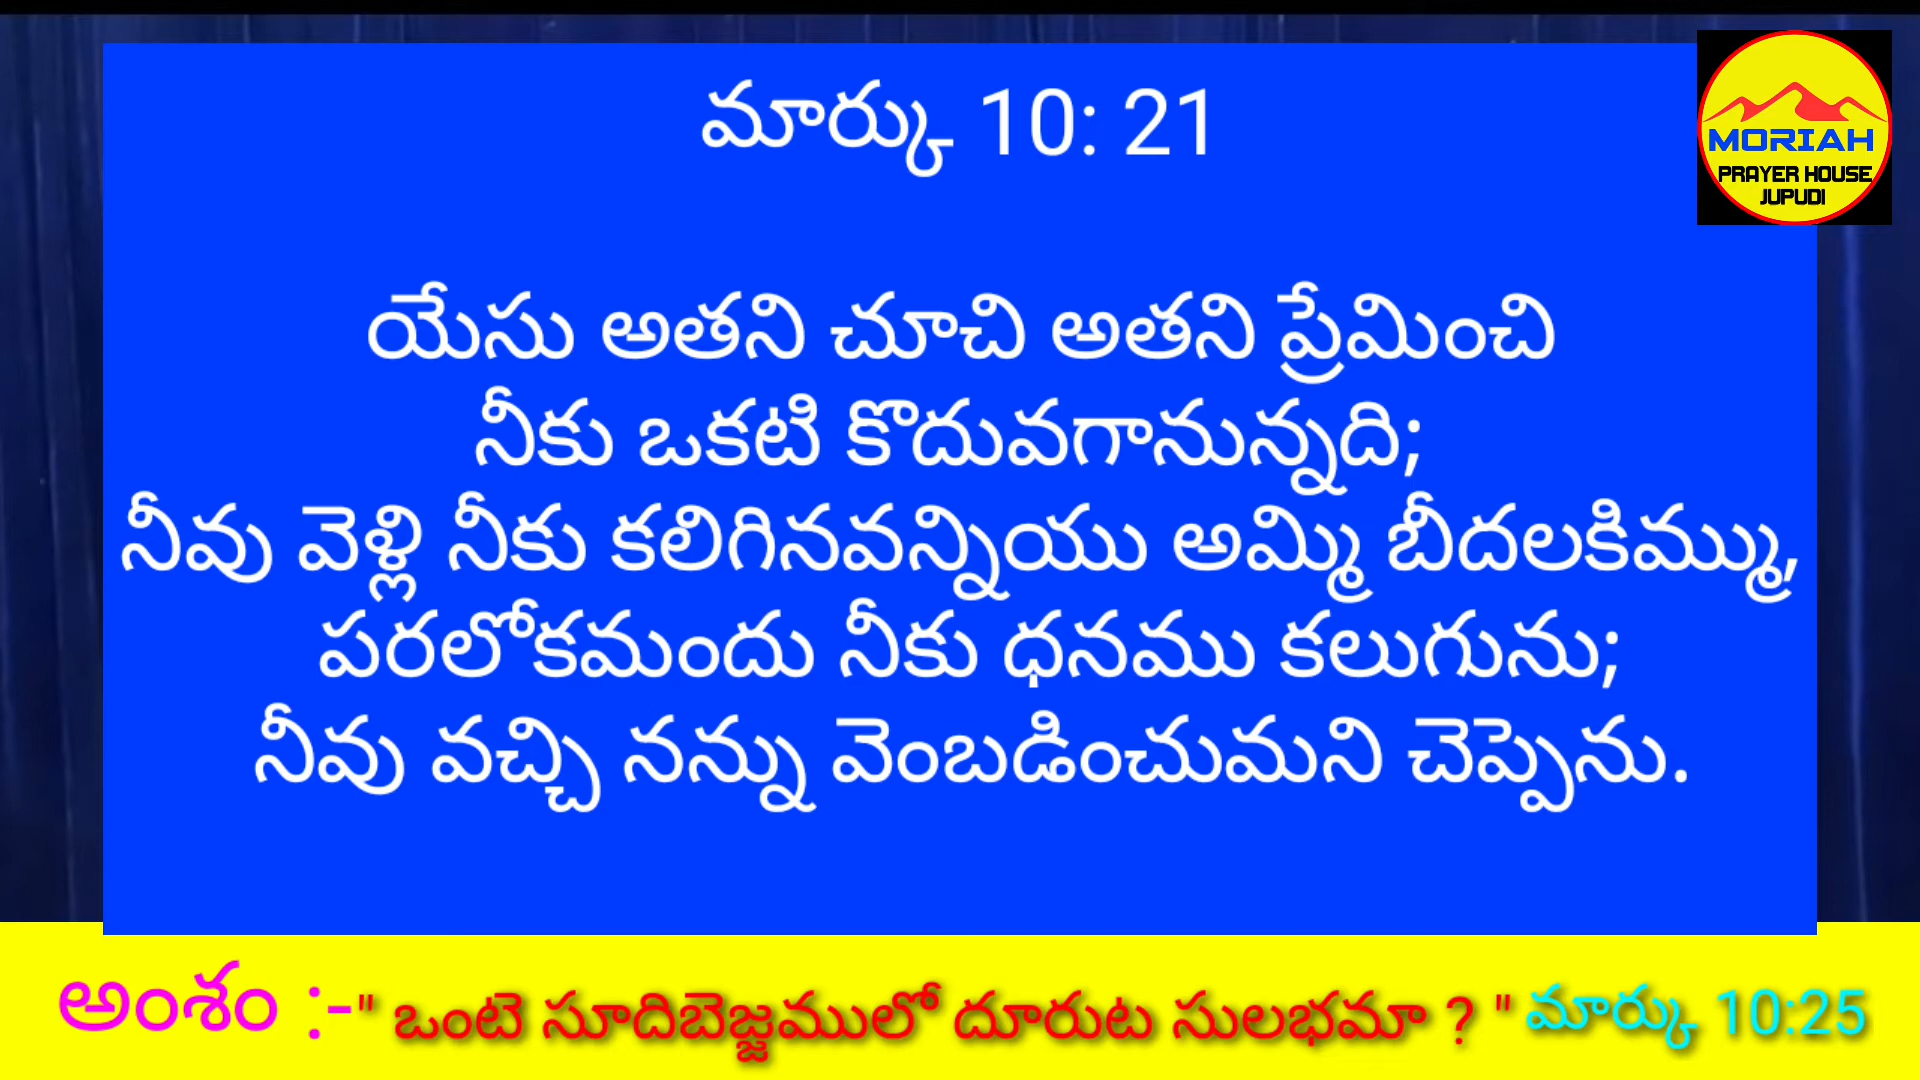 మార్కు 10: 21
MORIAH
PRAYER HOUSE
JUPUDI
యేసు అతని చూచి అతని ప్రేమించి
నీకు ఒకటి కొదువగానున్నది;
నీవు వెళ్లి నీకు కలిగినవన్నియు అమ్మి బీదలకిమ్ము,
పరలోకమందు నీకు ధనము కలుగును;
నీవు వచ్చి నన్ను వెంబడించుమని చెప్పెను.
అంశం :-" ఒంటె సూదిబెజ్జములో దూరుట సులభమా ? " మార్కు 10:25